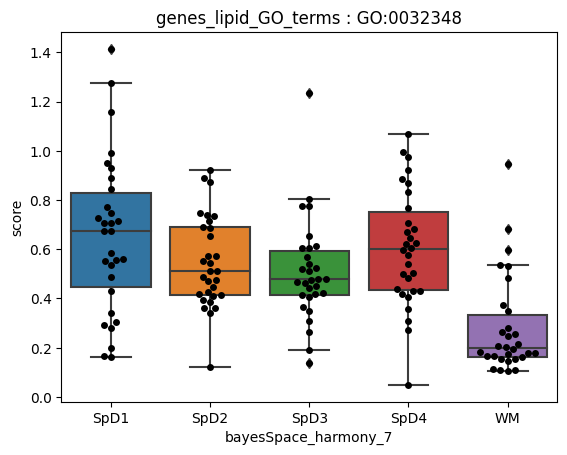 genes_lipid_GO_terms : GO:0032348
1.4
1.2
1.0
0.8
0.6
0.4
0.2
0.0
score
SpD1 SpD2 SpD3 SpD4 WM
bayesSpace_harmony_7